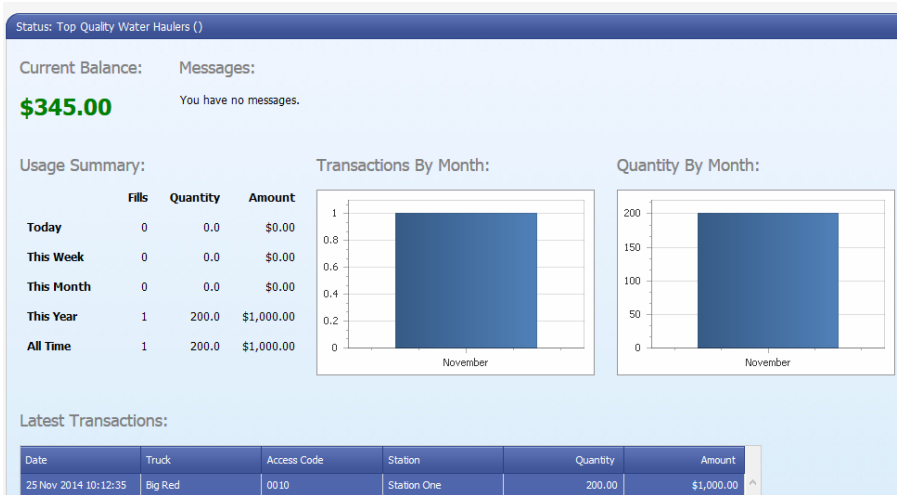 Status: Top Quality Water Haulers ()
Current Balance: Messages:
$345.00 You have no messages.
Usage Summary: Transactions By Month: Quantity By Month:
Fills Quantity Amount
Today 0 0.0 $0.00
This Week 0 0.0 $0.00
This Month 0 0.0 $0.00
This Year 1 200.0 $1,000.00
All Time 1 200.0 $1,000.00
1
0.8
0.6
0.4
0.2
0
November
200
150
100
50
0
November
Latest Transactions:
Date Truck Access Code Station Quantity Amount
25 Nov 2014 10:12:35 Big Red 0010 Station One 200.00 $1,000.00